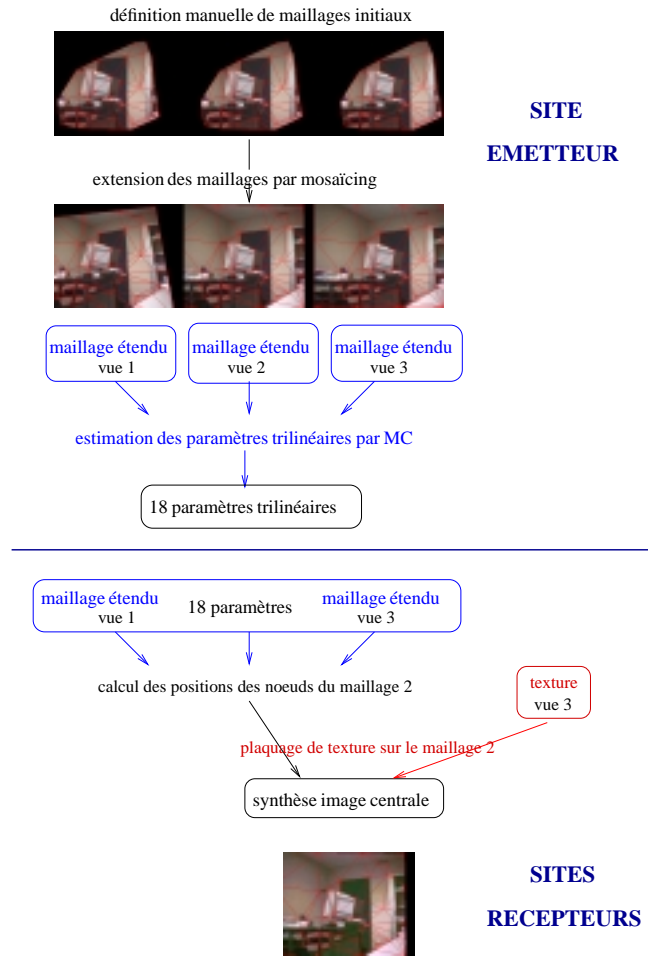 définition manuelle de maillages initiaux
SITE
EMETTEUR
extension des maillages par mosaïcing
maillage étendu
vue 1
maillage étendu
vue 2
maillage étendu
vue 3
estimation des paramètres trilinéaires par MC
18 paramètres trilinéaires
maillage étendu
vue 1
18 paramètres
maillage étendu
vue 3
calcul des positions des noeuds du maillage 2
texture
vue 3
plaquage de texture sur le maillage 2
synthèse image centrale
SITES
RECEPTEURS